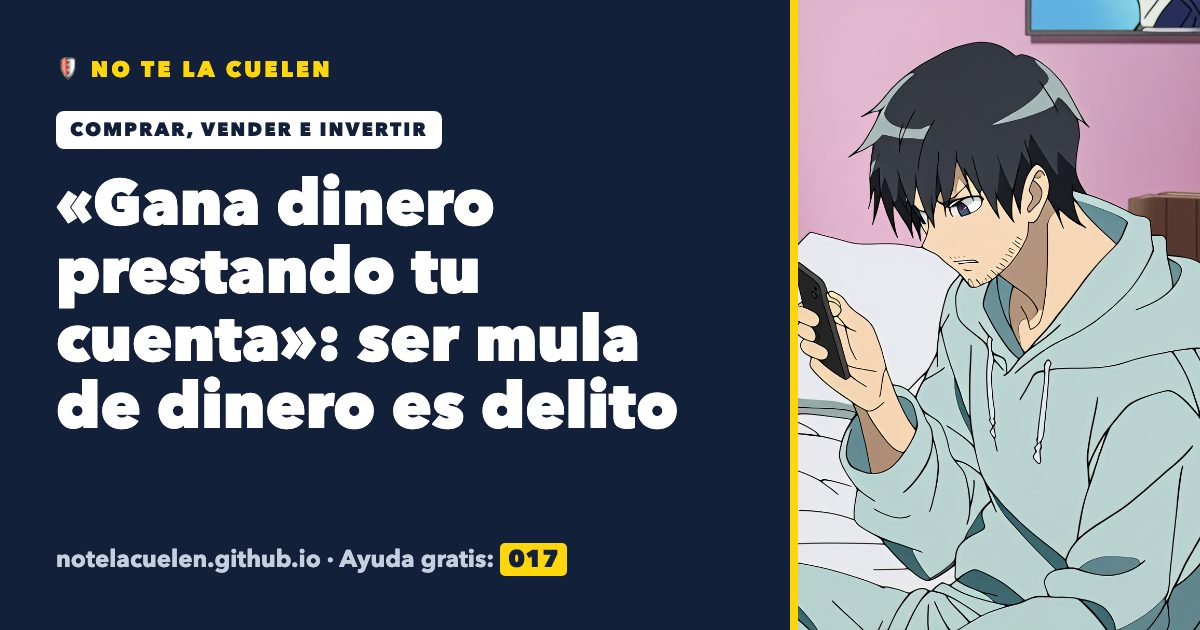 NO TE LA CUELEN
COMPRAR, VENDER E INVERTIR
«Gana dinero
prestando tu
cuenta»: ser mula
de dinero es delito
notelacuelen.github.io · Ayuda gratis: 017